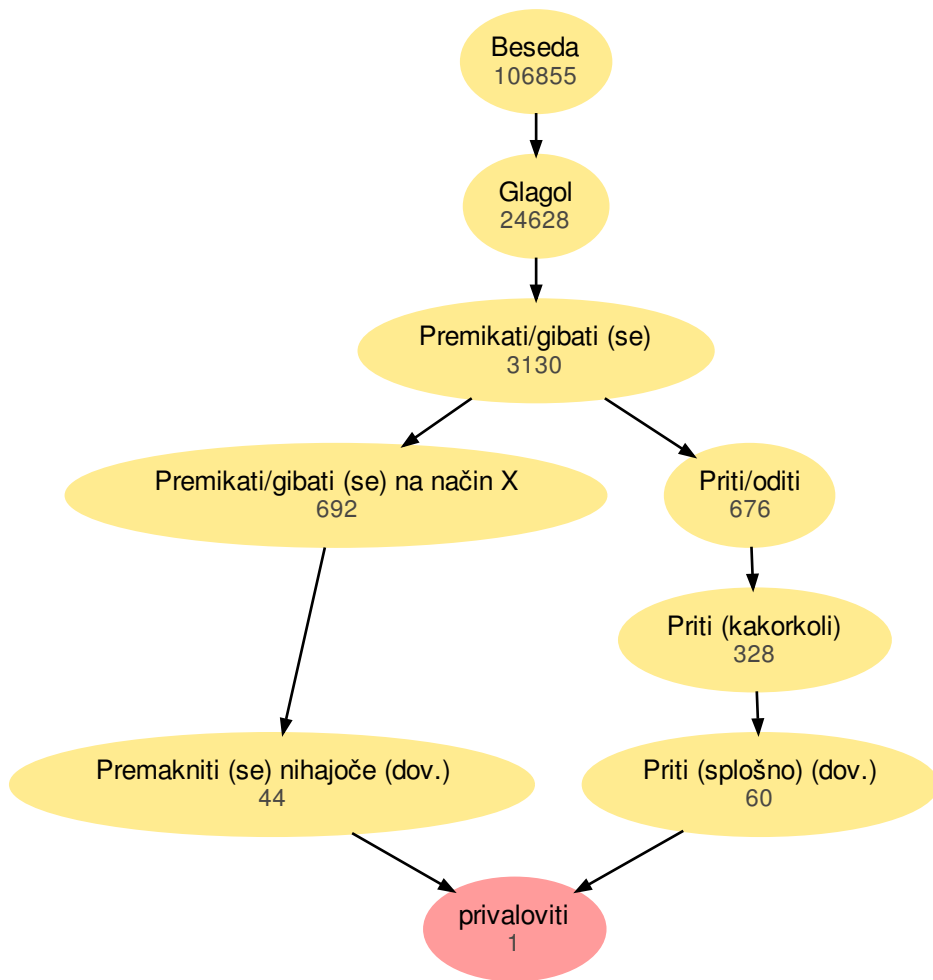 Beseda
106855
Glagol
24628
Premikati/gibati (se)
3130
Premikati/gibati (se) na način X
692
Priti/oditi
676
Priti (kakorkoli)
328
Premakniti (se) nihajoče (dov.)
44
Priti (splošno) (dov.)
60
privaloviti
1